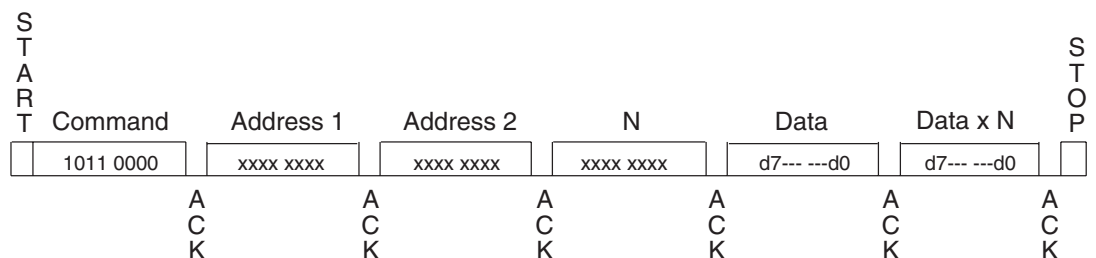 START
STOP
Command Address 1 Address 2 N Data Data x N
1011 0000 xxxx xxxx xxxx xxxx xxxx xxxx d7--- ---d0 d7--- ---d0
ACK ACK ACK ACK ACK ACK